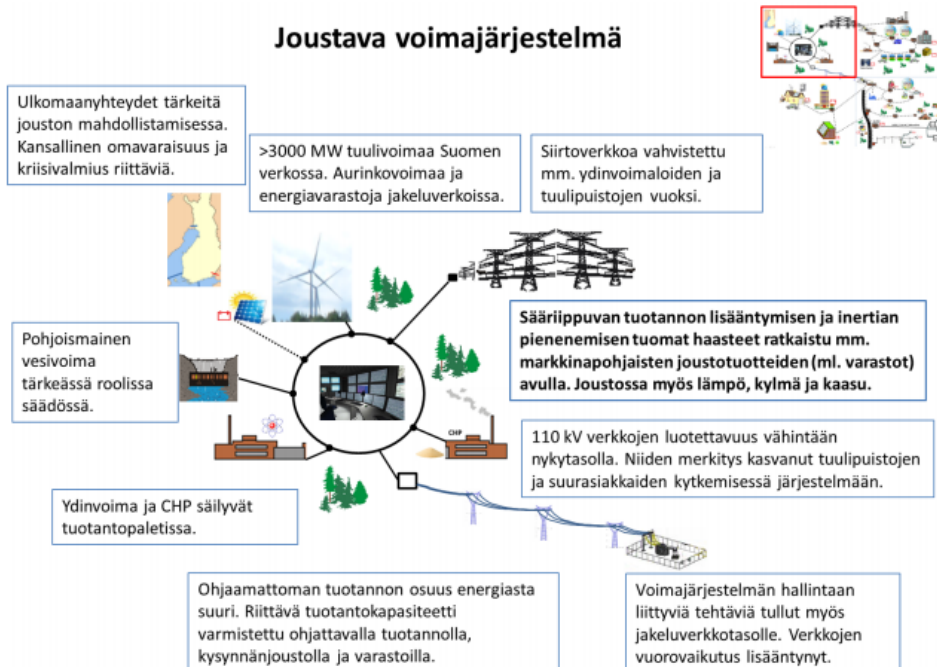 Joustava voimajärjestelmä
Ulkomaanyhteydet tärkeitä
jouston mahdollistamisessa.
Kansallinen omavaraisuus ja
kriisivalmius riittäviä.
>3000 MW tuulivoimaa Suomen
verkossa. Aurinkovoimaa ja
energiavarastoja jakeluverkoissa.
Siirtoverkkoa vahvistettu
mm. ydinvoimaloiden ja
tuulipuistojen vuoksi.
Pohjoismainen
vesivoima
tärkeässä roolissa
säädössä.
Sääriippuvan tuotannon lisääntymisen ja inertian
pienenemisen tuomat haasteet ratkaistu mm.
markkinapohjaisten joustotuotteiden (ml. varastot)
avulla. Joustossa myös lämpö, kylmä ja kaasu.
CHP
110 kV verkkojen luotettavuus vähintään
nykytasolla. Niiden merkitys kasvanut tuulipuistojen
ja suurasiakkaiden kytkemisessä järjestelmään.
Ydinvoima ja CHP säilyvät
tuotantopaletissa.
Ohjaamattoman tuotannon osuus energiasta
suuri. Riittävä tuotantokapasiteetti
varmistettu ohjattavalla tuotannolla,
kysynnänjoustolla ja varastoilla.
Voimajärjestelmän hallintaan
liittyviä tehtäviä tullut myös
jakeluverkkotasolle. Verkkojen
vuorovaikutus lisääntynyt.